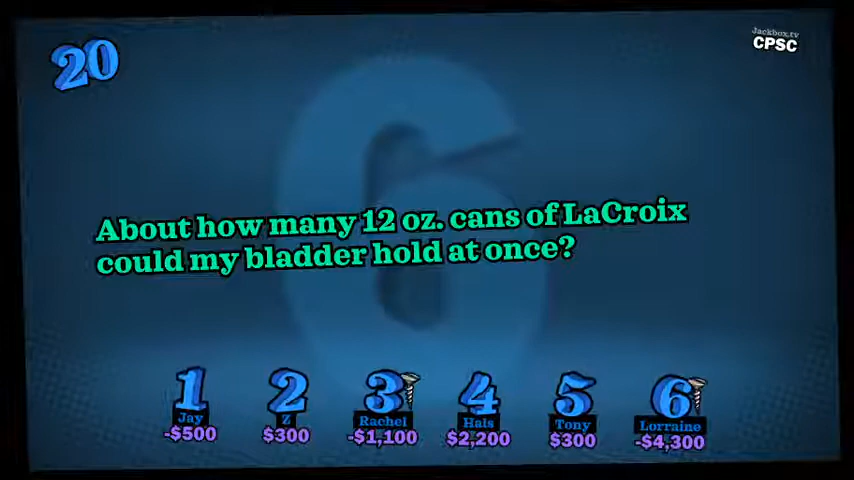 20
Jackbox.tv
CPSC
6
About how many 12 oz. cans of LaCroix
could my bladder hold at once?
1 2 3 4 5 6
Jay Z Rachel Hals Tony Lorraine
-$500 $300 -$1,100 $2,200 $300 -$4,300